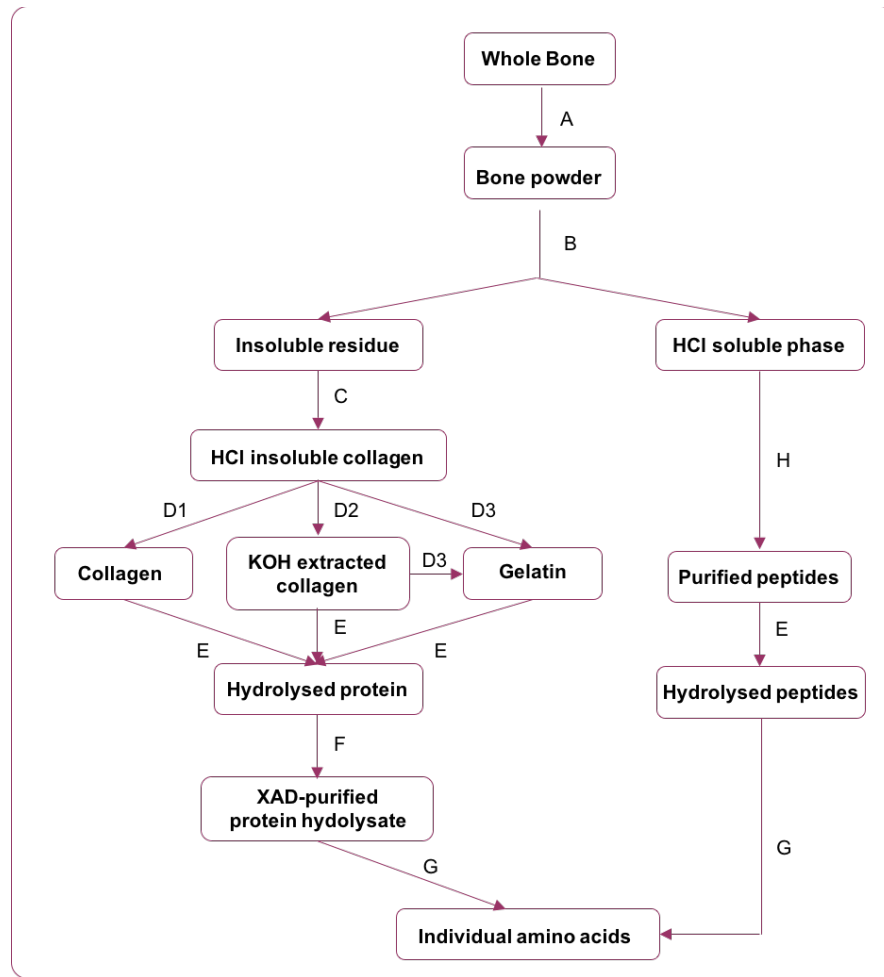 Whole Bone
A
Bone powder
B
Insoluble residue
HCl soluble phase
C
HCl insoluble collagen
H
D1
D2
D3
Collagen
KOH extracted
collagen
D3
Gelatin
Purified peptides
E
E
E
E
Hydrolysed protein
Hydrolysed peptides
F
XAD-purified
protein hydolysate
G
G
Individual amino acids